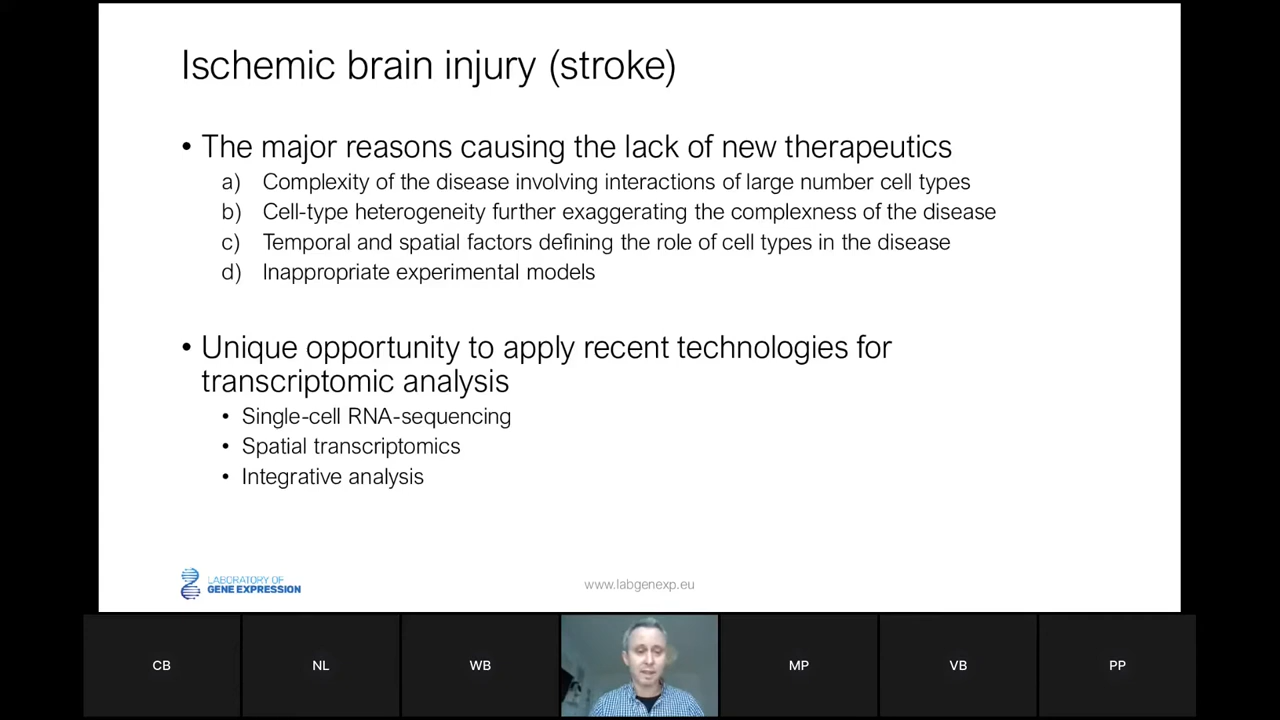 Ischemic brain injury (stroke)
• The major reasons causing the lack of new therapeutics
a) Complexity of the disease involving interactions of large number cell types
b) Cell-type heterogeneity further exaggerating the complexness of the disease
c) Temporal and spatial factors defining the role of cell types in the disease
d) Inappropriate experimental models
• Unique opportunity to apply recent technologies for
transcriptomic analysis
• Single-cell RNA-sequencing
• Spatial transcriptomics
• Integrative analysis
LABORATORY OF
GENE EXPRESSION
www.labgenexp.eu
CB
NL
WB
MP
VB
PP